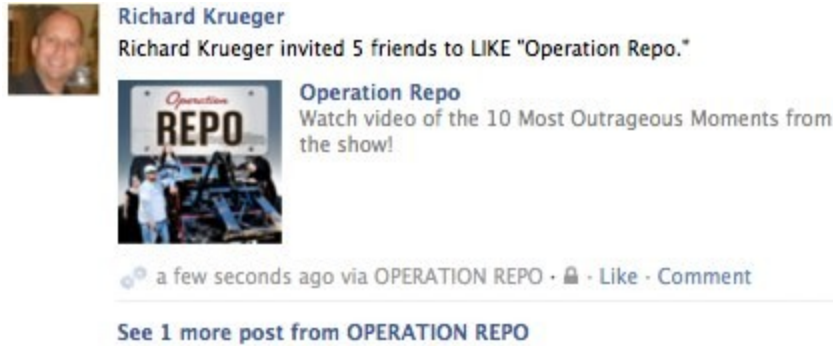 Richard Krueger
Richard Krueger invited 5 friends to LIKE "Operation Repo."
Operation
REPO
Operation Repo
Watch video of the 10 Most Outrageous Moments from
the show!
a few seconds ago via OPERATION REPO · · Like · Comment
See 1 more post from OPERATION REPO